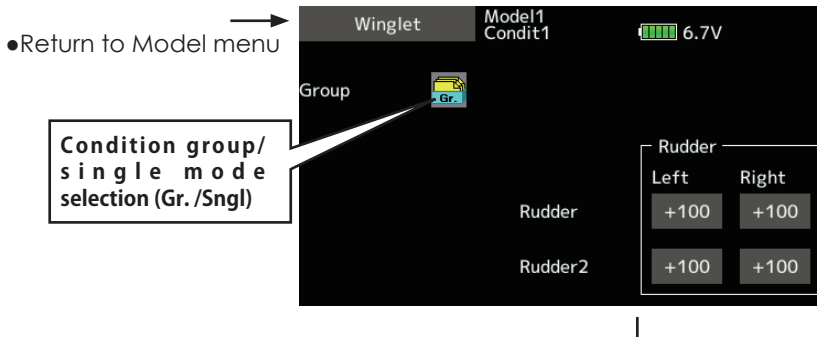 Winglet
Model1
Condit1
6.7V
●Return to Model menu
Group
Gr.
Condition group/
single mode
selection (Gr. /Sngl)
Rudder
Left Right
Rudder +100 +100
Rudder2 +100 +100